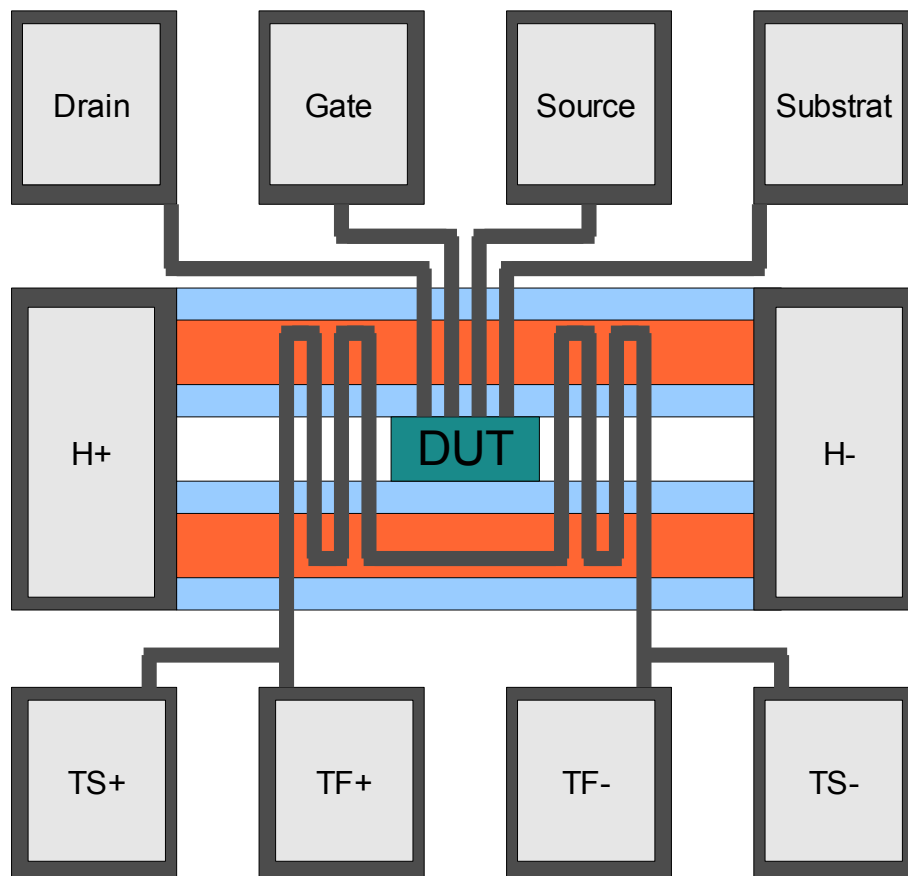 Drain
Gate
Source
Substrat
H+
DUT
H-
TS+
TF+
TF-
TS-